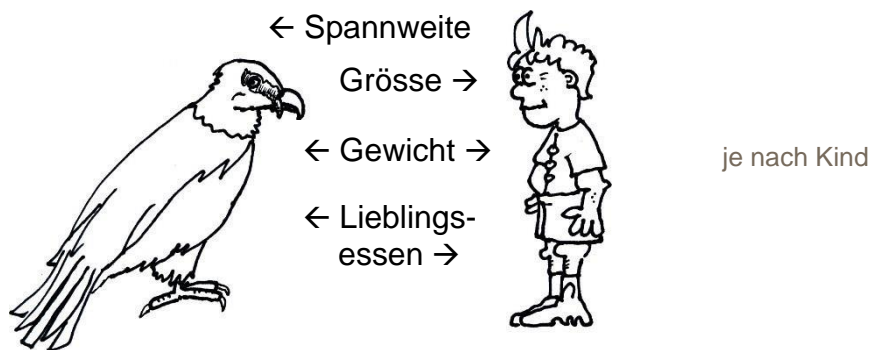 ← Spannweite
Grösse →
← Gewicht →
je nach Kind
← Lieblings-
essen →